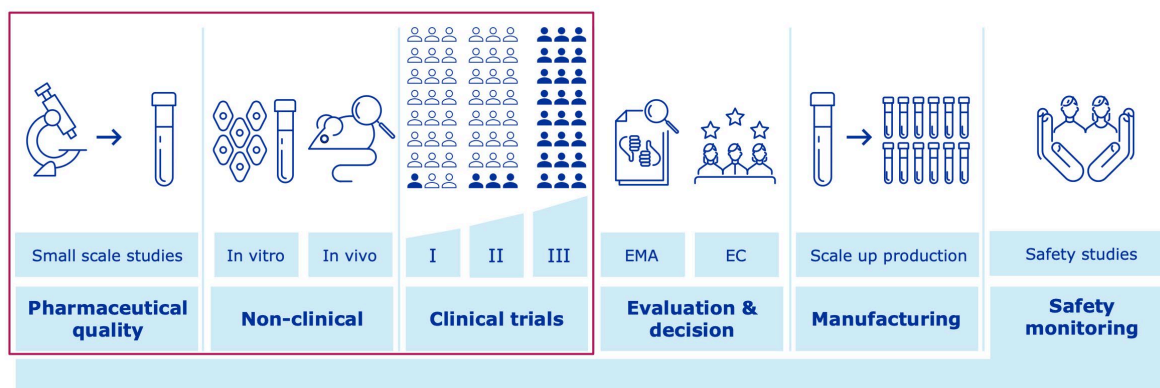 Small scale studies
In vitro
In vivo
I
II
III
EMA
EC
Scale up production
Safety studies
Pharmaceutical
quality
Non-clinical
Clinical trials
Evaluation &
decision
Manufacturing
Safety
monitoring